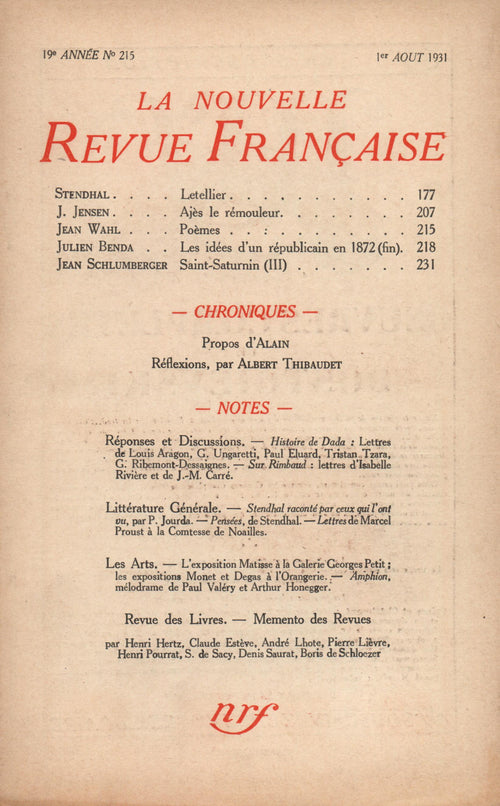 19e ANNÉE No 215
1er AOUT 1931
LA NOUVELLE
REVUE FRANÇAISE
STENDHAL . . . . Letellier . . . . . . . . . . . 177
J. JENSEN . . . . Ajès le rémouleur. . . . . . . . . 207
JEAN WAHL . . . Poèmes . . : . . . . . . . . 215
JULIEN BENDA . . Les idées d'un républicain en 1872 (fin). 218
JEAN SCHLUMBERGER Saint-Saturnin (III) . . . . . . . 231
— CHRONIQUES —
Propos d'ALAIN
Réflexions, par ALBERT THIBAUDET
— NOTES —
Réponses et Discussions. — Histoire de Dada : Lettres
de Louis Aragon, G. Ungaretti, Paul Eluard, Tristan Tzara,
G. Ribemont-Dessaignes. — Sur Rimbaud : lettres d'Isabelle
Rivière et de J.-M. Carré.
Littérature Générale. — Stendhal raconté par ceux qui l'ont
vu, par P. Jourda. — Pensées, de Stendhal. — Lettres de Marcel
Proust à la Comtesse de Noailles.
Les Arts. — L'exposition Matisse à la Galerie Georges Petit ;
les expositions Monet et Degas à l'Orangerie. — Amphion,
mélodrame de Paul Valéry et Arthur Honegger.
Revue des Livres. — Memento des Revues
par Henri Hertz, Claude Estève, André Lhote, Pierre Lièvre,
Henri Pourrat, S. de Sacy, Denis Saurat, Boris de Schloezer
nrf